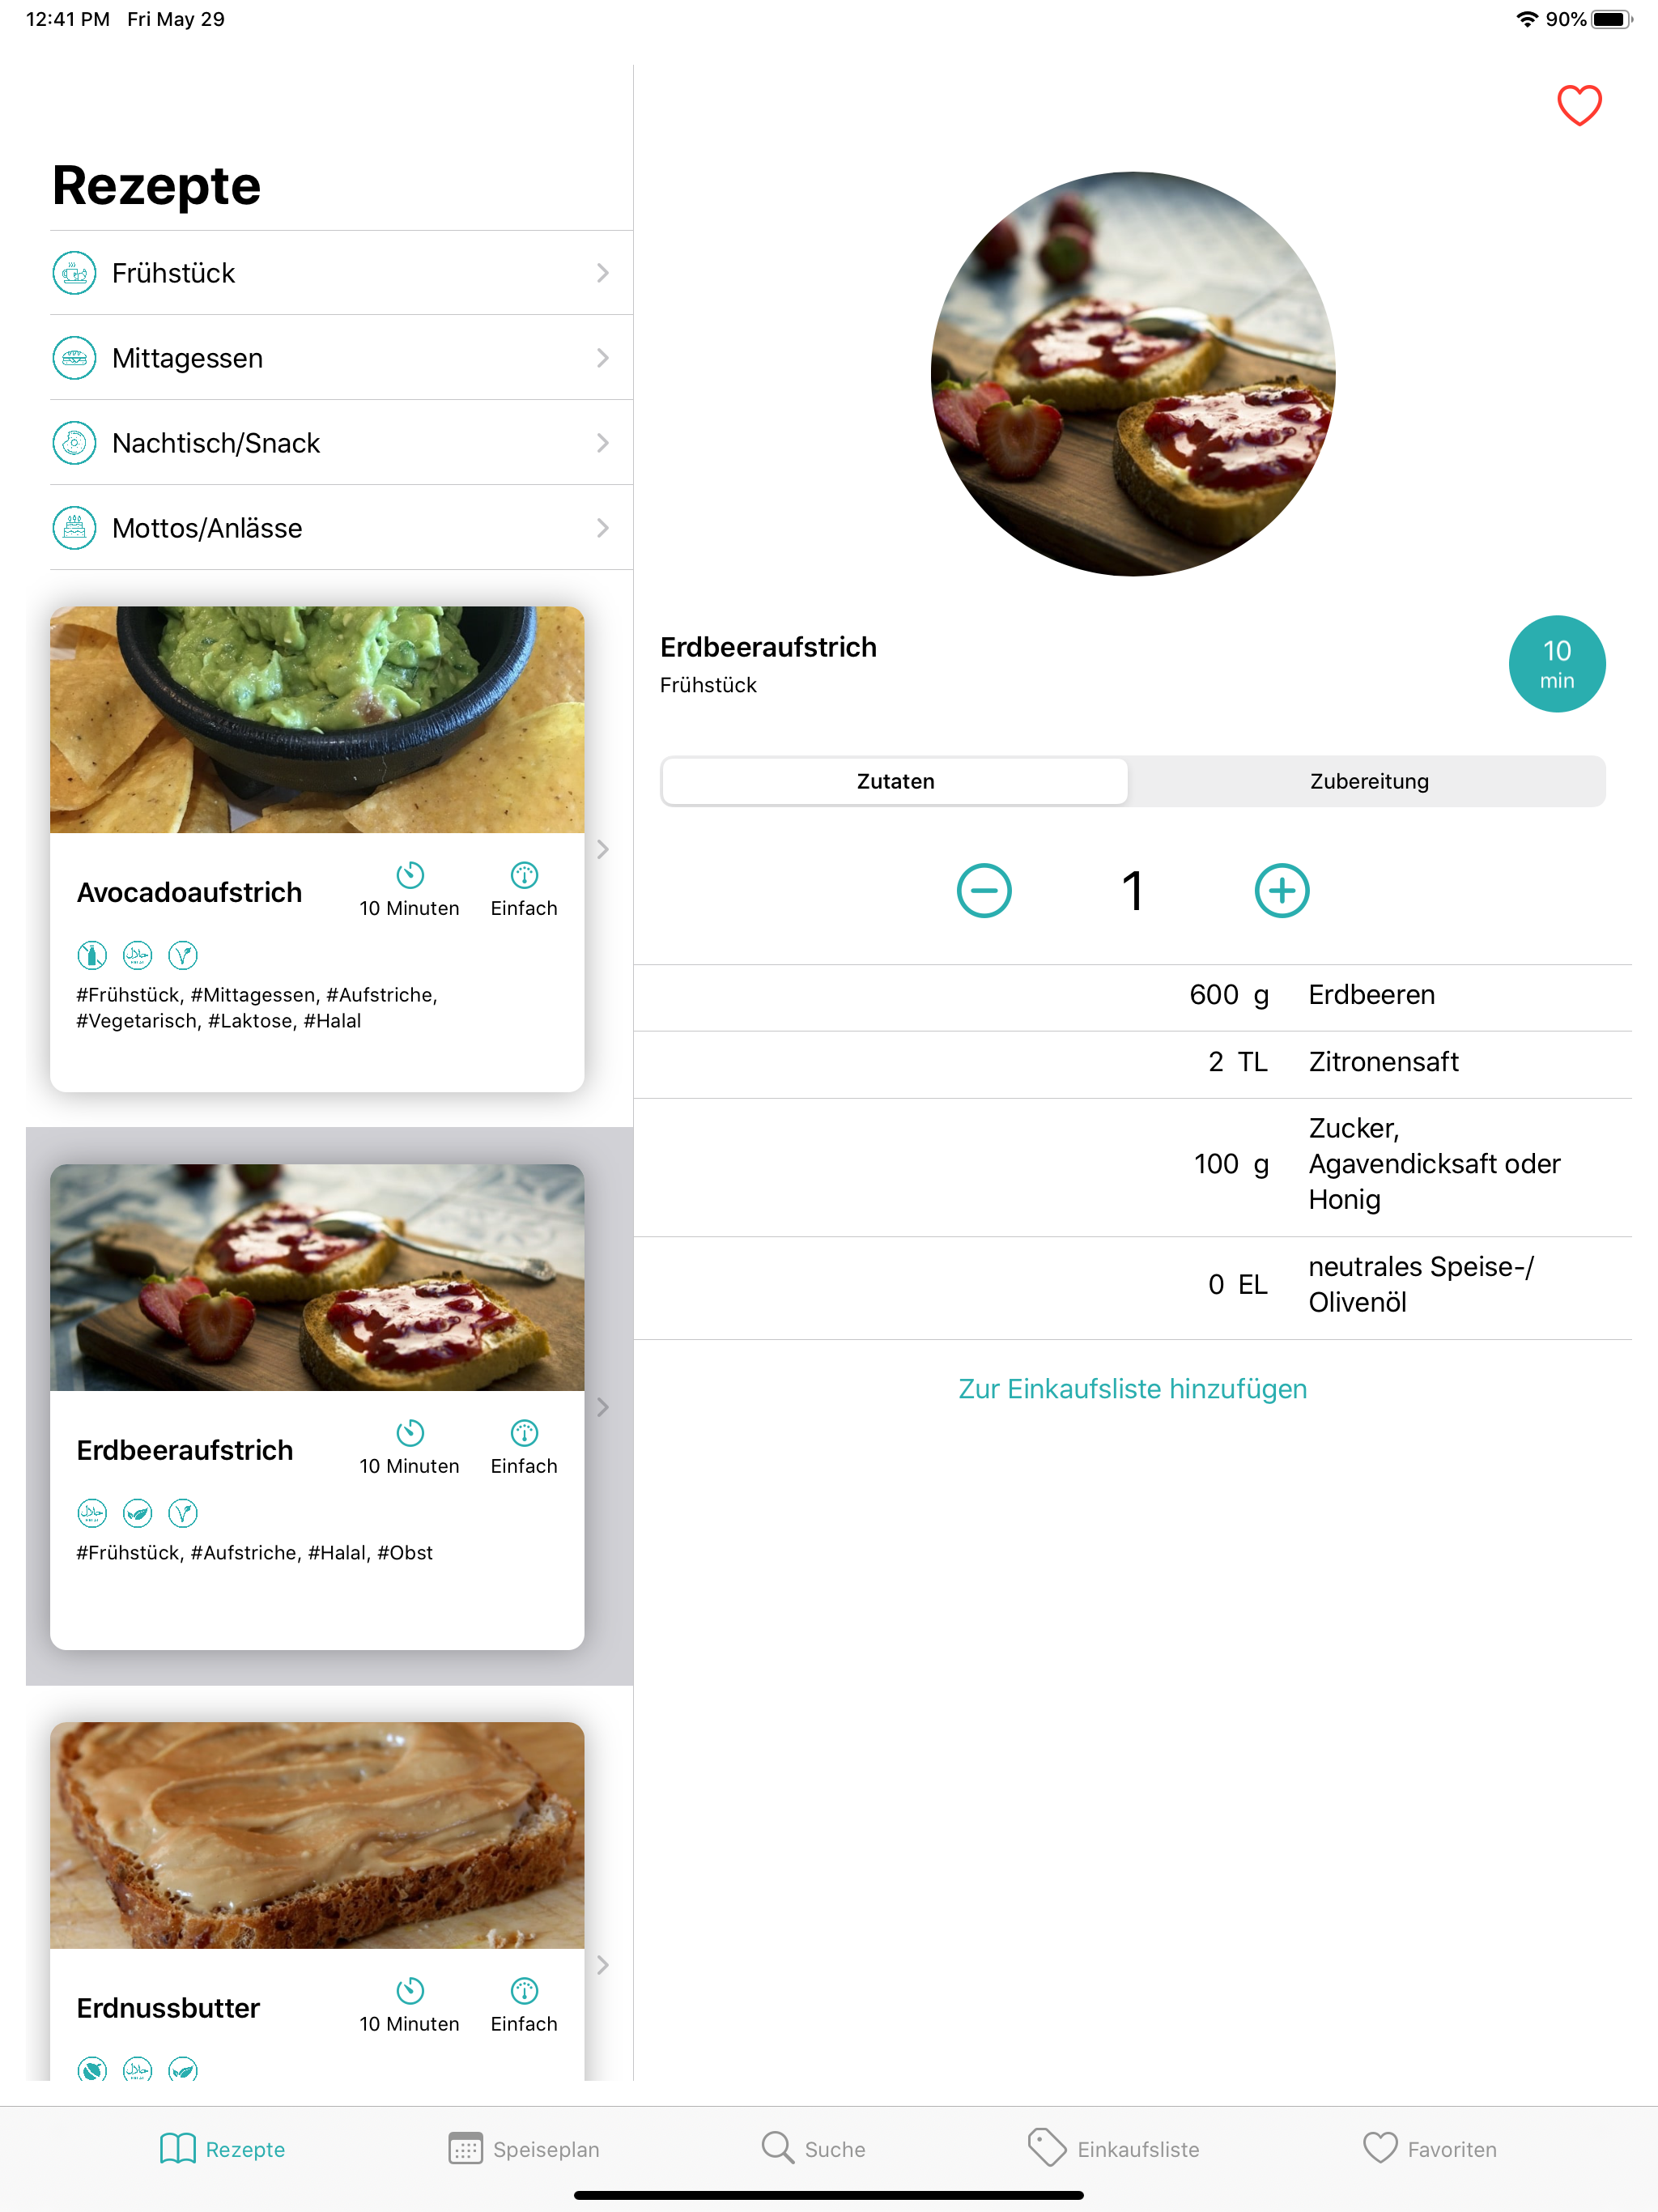 12:41 PM Fri May 29
90%
Rezepte
Frühstück
Mittagessen
Nachtisch/Snack
Mottos/Anlässe
Avocadoaufstrich
10 Minuten
Einfach
#Frühstück, #Mittagessen, #Aufstriche,
#Vegetarisch, #Laktose, #Halal
Erdbeeraufstrich
10 Minuten
Einfach
#Frühstück, #Aufstriche, #Halal, #Obst
Erdnussbutter
10 Minuten
Einfach
Erdbeeraufstrich
Frühstück
10
min
Zutaten
Zubereitung
1
600 g Erdbeeren
2 TL Zitronensaft
100 g Zucker,
Agavendicksaft oder
Honig
0 EL neutrales Speise-/
Olivenöl
Zur Einkaufsliste hinzufügen
Rezepte
Speiseplan
Suche
Einkaufsliste
Favoriten